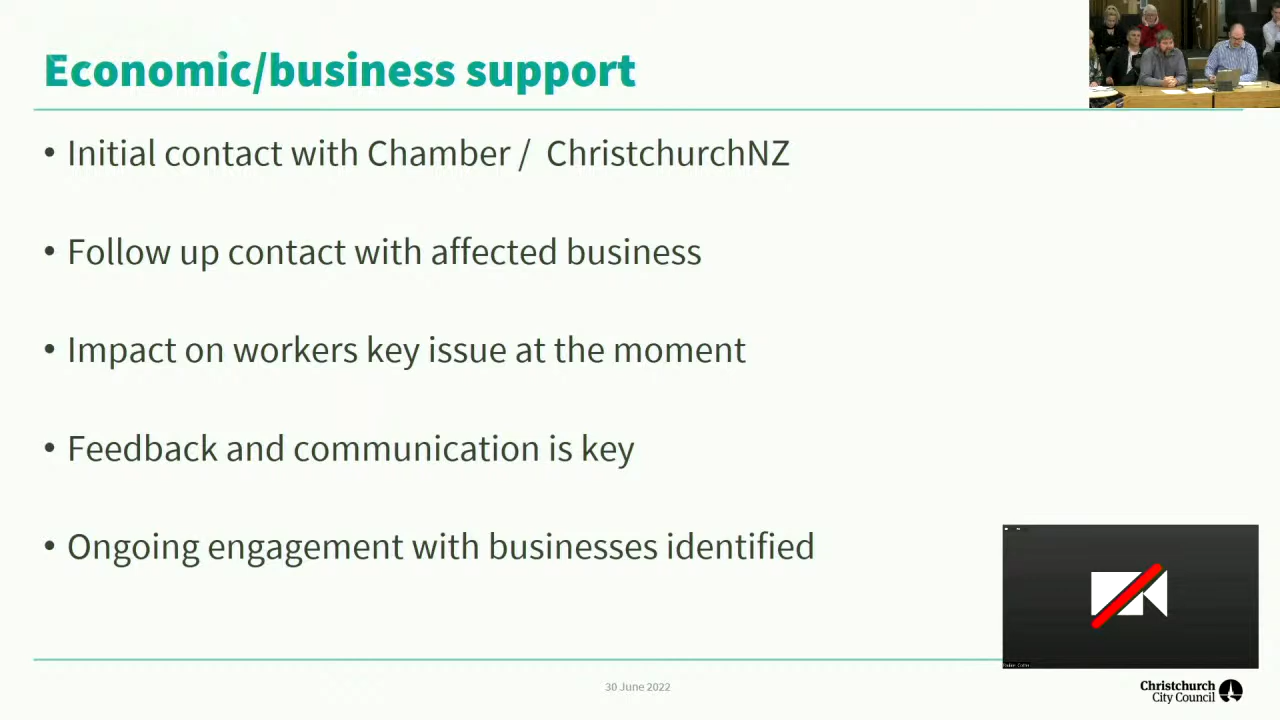 Economic/business support
• Initial contact with Chamber / ChristchurchNZ
• Follow up contact with affected business
• Impact on workers key issue at the moment
• Feedback and communication is key
• Ongoing engagement with businesses identified
30 June 2022
Christchurch
City Council